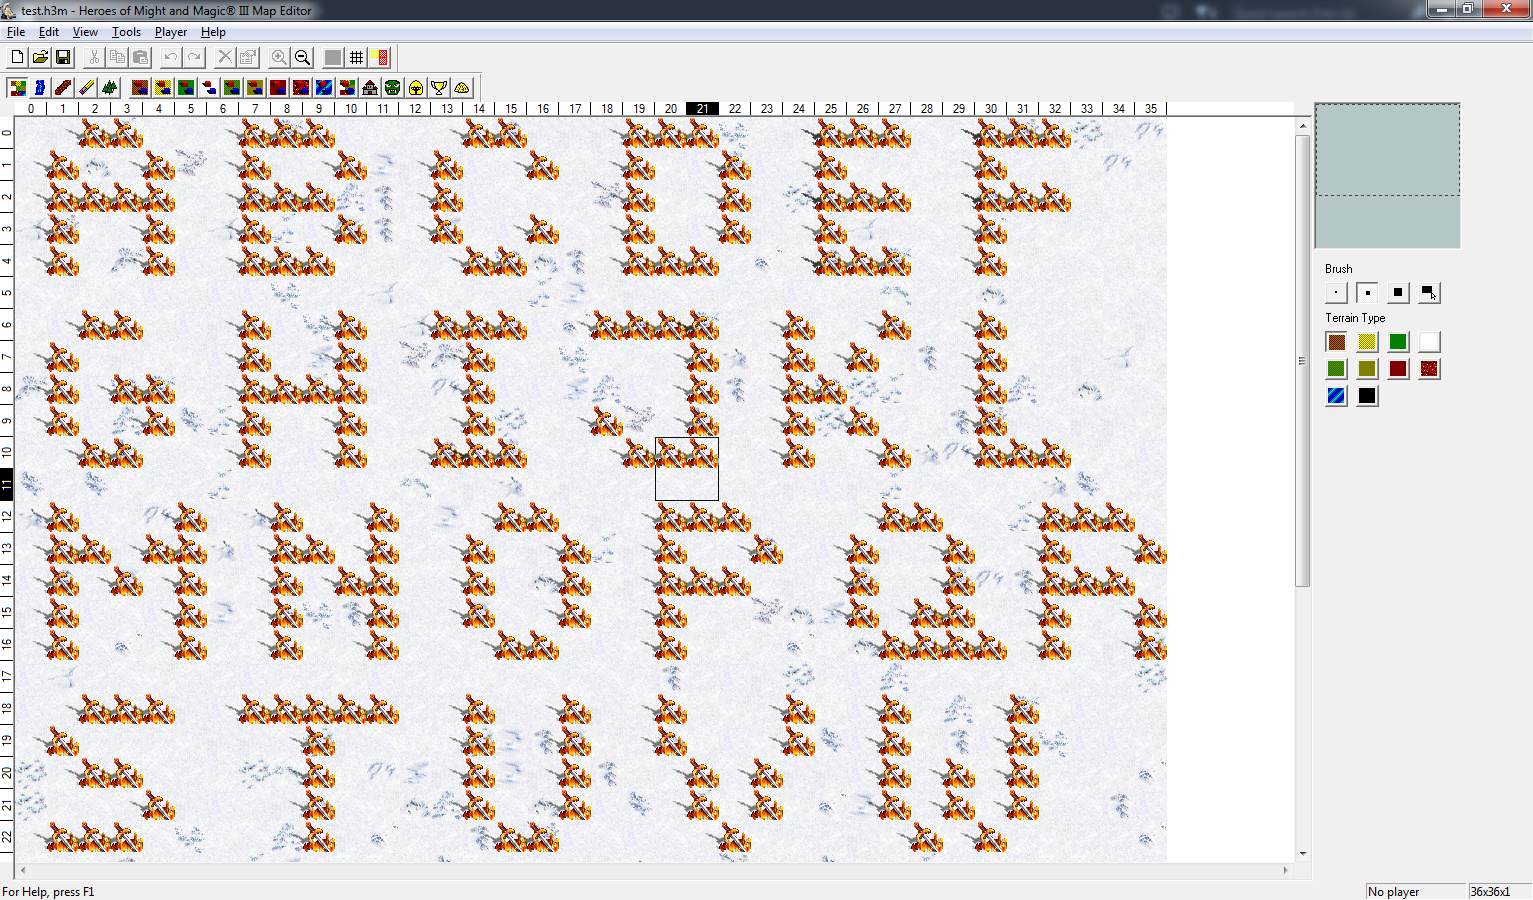 test.h3m - Heroes of Might and Magic® III Map Editor
File Edit View Tools Player Help
0 1 2 3 4 5 6 7 8 9 10 11 12 13 14 15 16 17 18 19 20 21 22 23 24 25 26 27 28 29 30 31 32 33 34 35
0
1
2
3
4
5
6
7
8
9
10
11
12
13
14
15
16
17
18
19
20
21
22
A B C D E F
G H I J K L
M N O P Q R
S T U V W
Brush
Terrain Type
For Help, press F1
No player
36x36x1